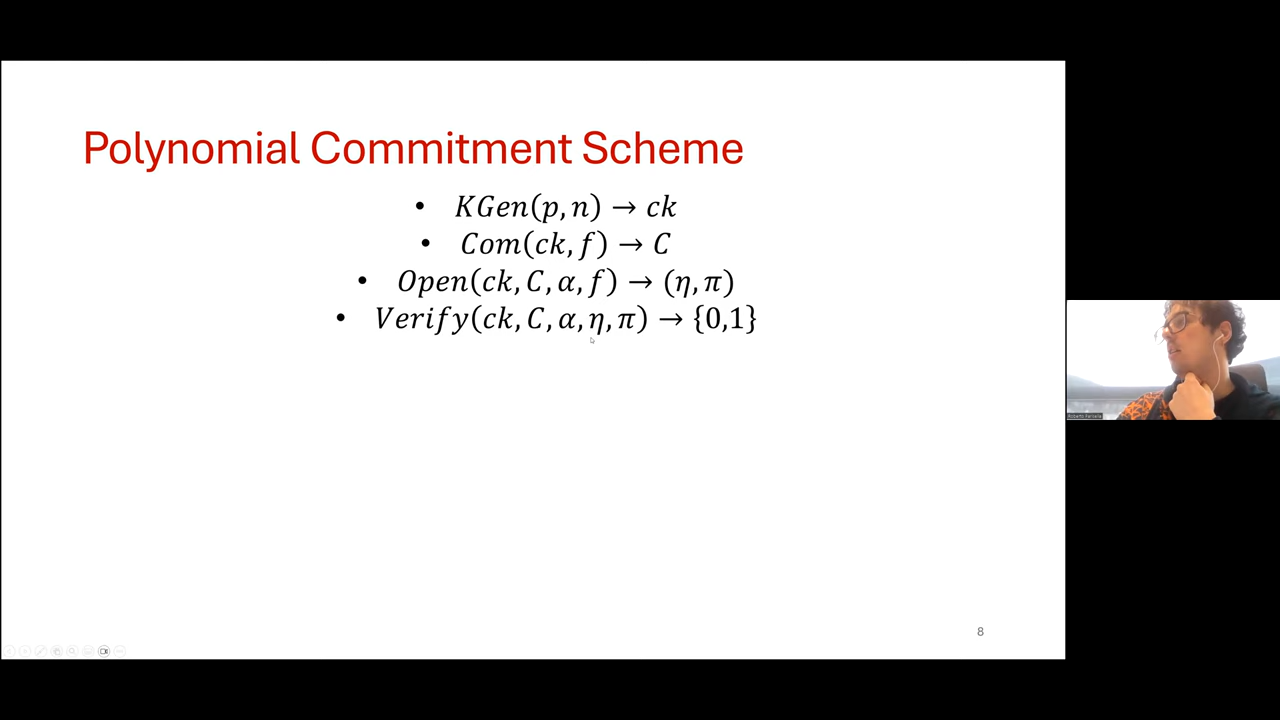 Polynomial Commitment Scheme
• KGen(p, n) → ck
• Com(ck, f) → C
• Open(ck, C, α, f) → (η, π)
• Verify(ck, C, α, η, π) → {0,1}
8